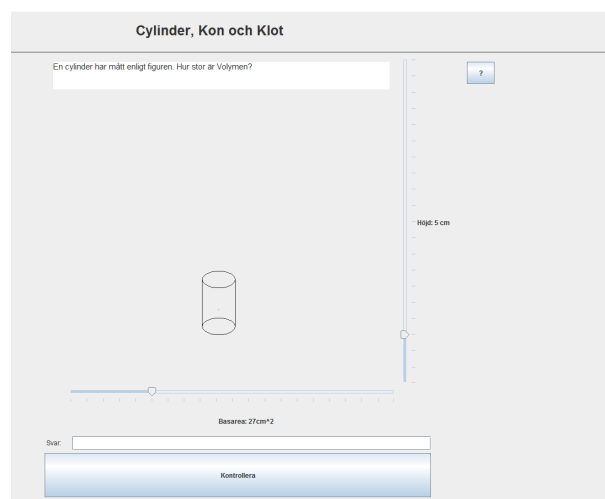 Cylinder, Kon och Klot
En cylinder har mått enligt figuren. Hur stor är Volymen?
?
Höjd: 5 cm
Basarea: 27cm^2
Svar:
Kontrollera